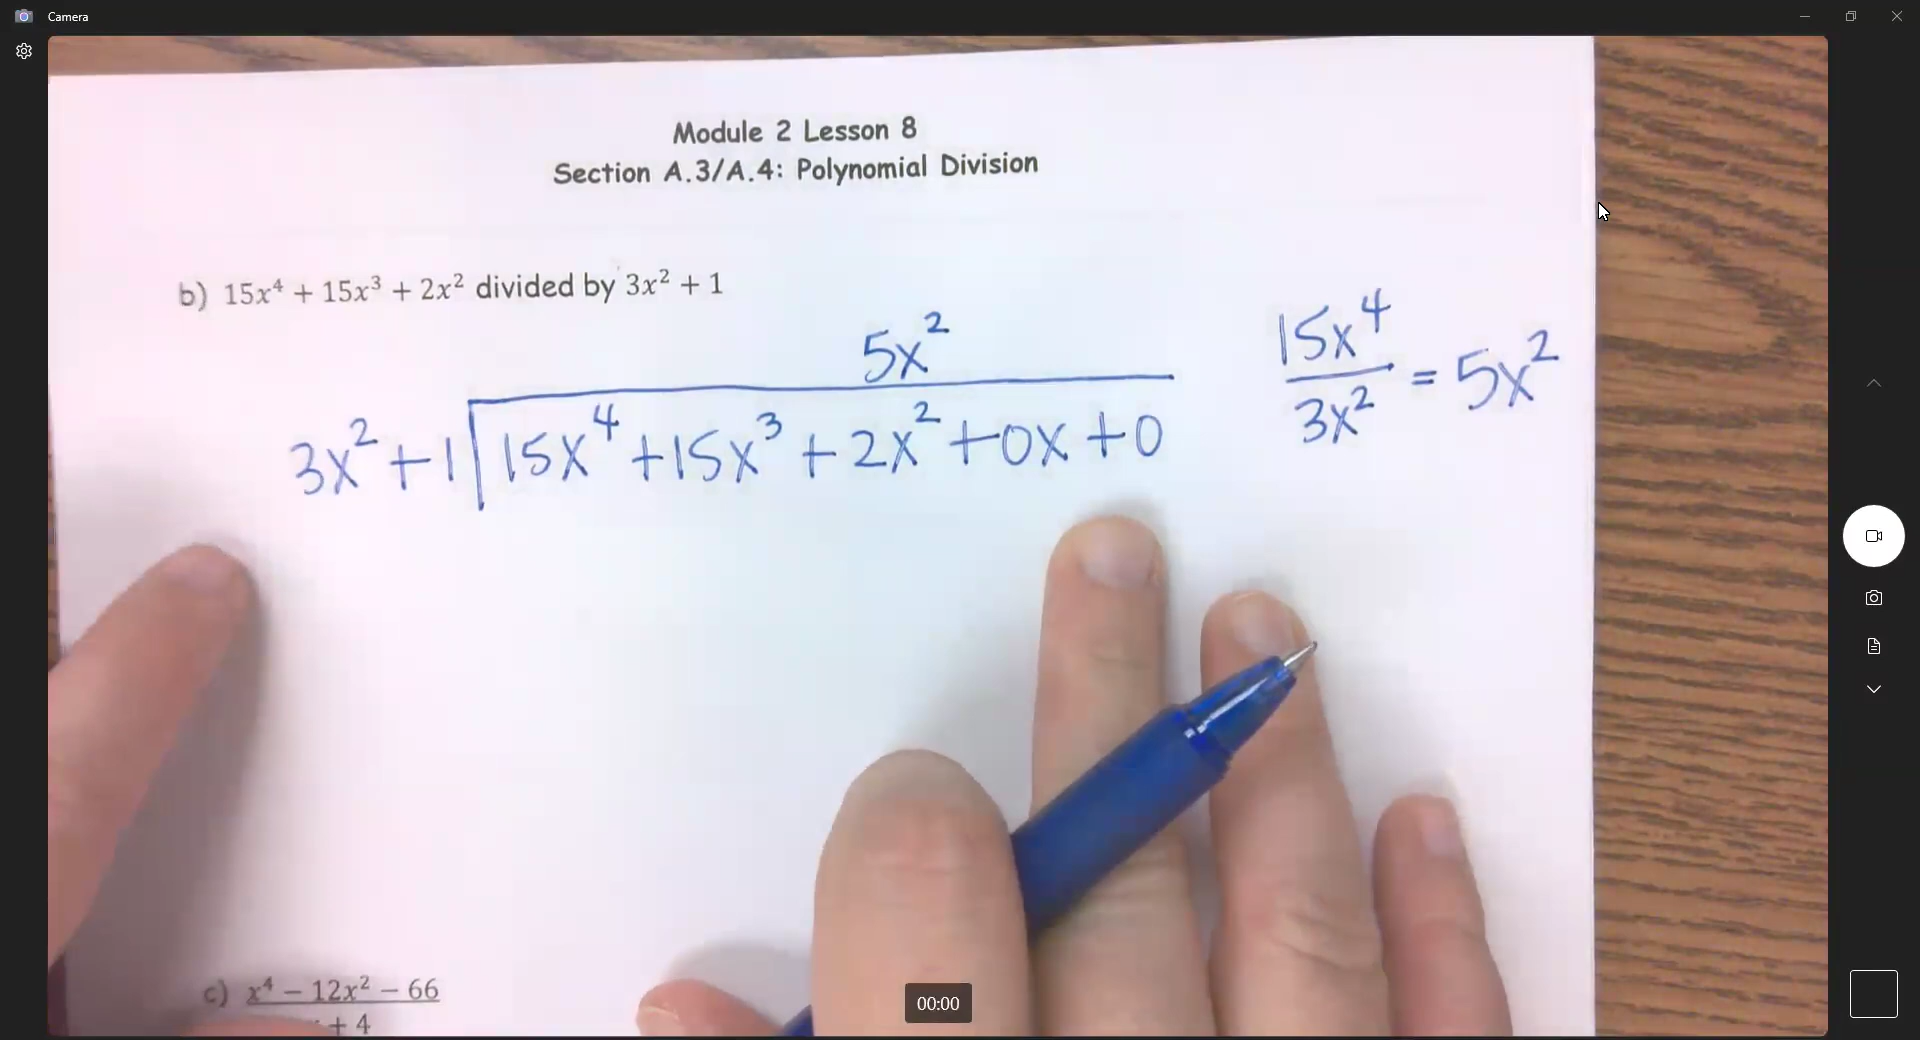 Camera
Module 2 Lesson 8
Section A.3/A.4: Polynomial Division
b) 15x⁴ + 15x³ + 2x² divided by 3x² + 1
5x²
3x² + 1 | 15x⁴ + 15x³ + 2x² + 0x + 0
15x⁴
3x²
= 5x²
c) x⁴ − 12x² − 66
+ 4
00:00